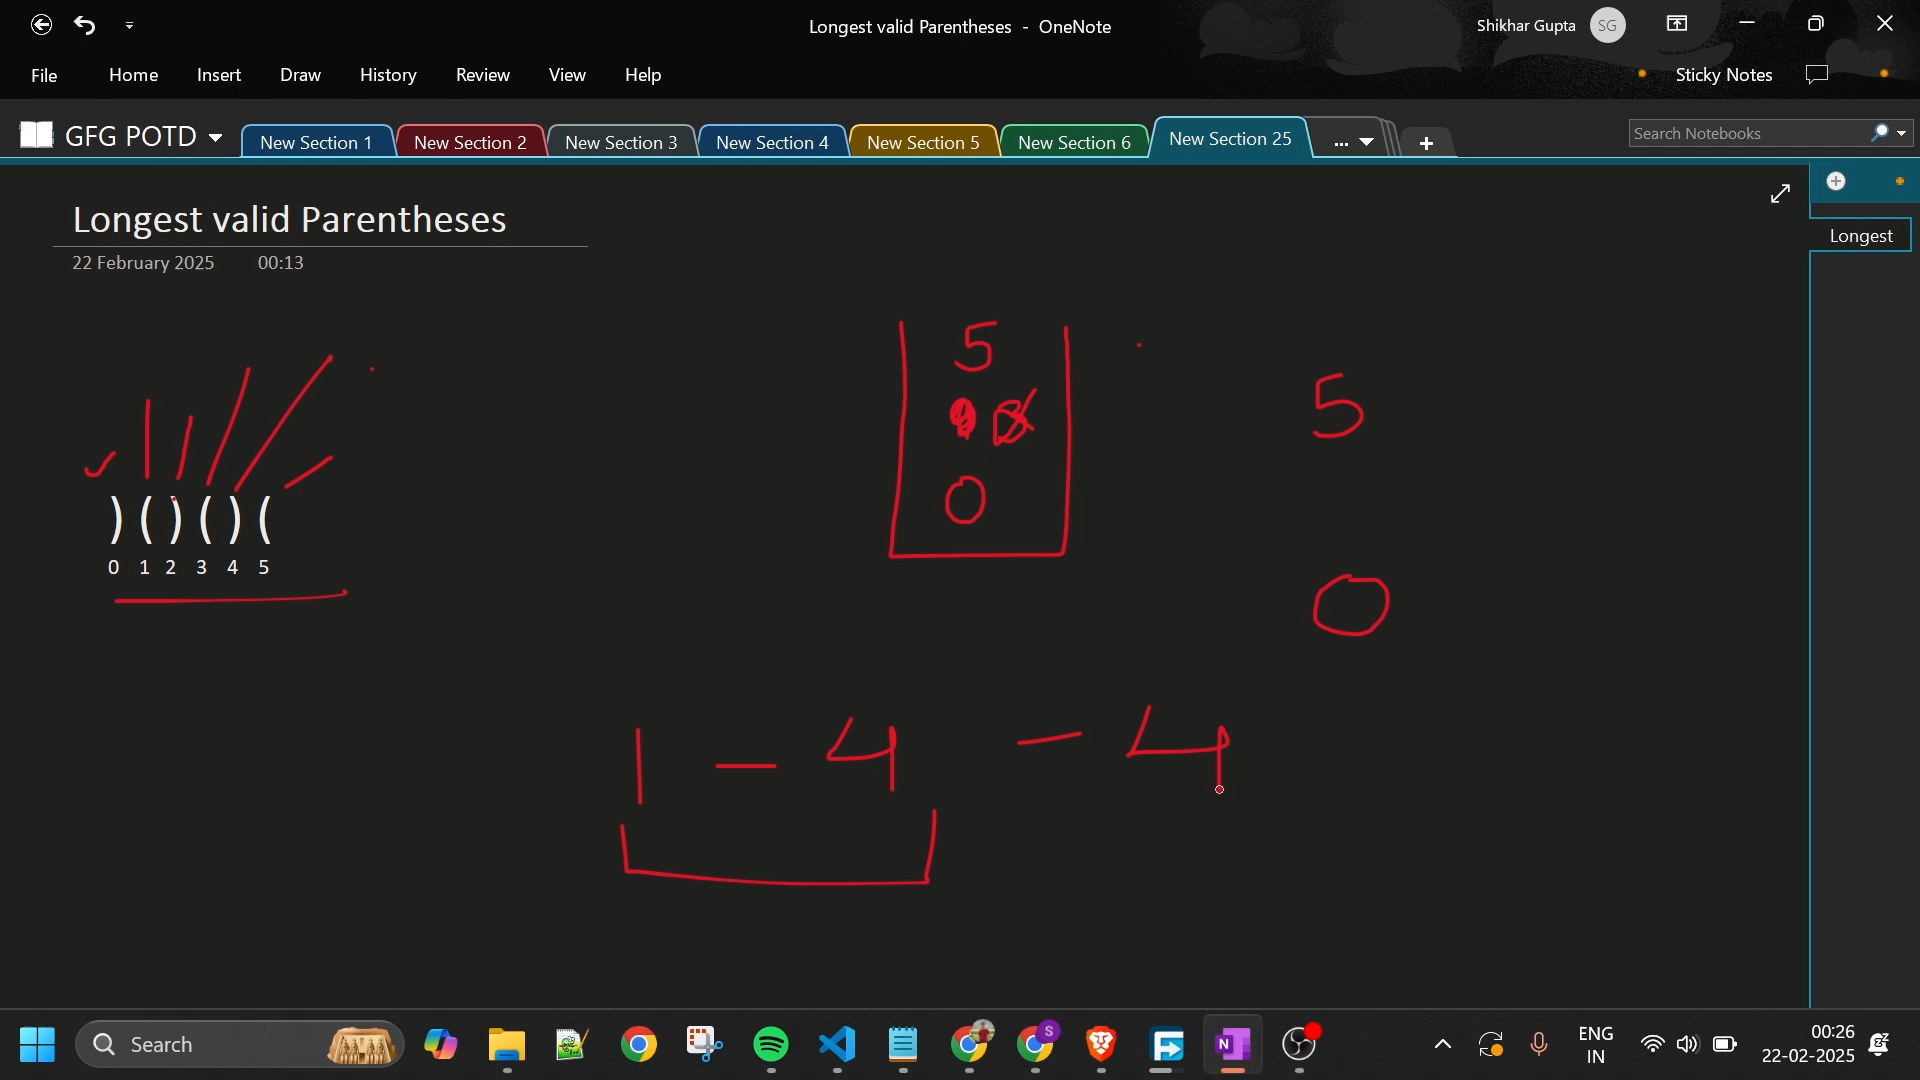 Longest valid Parentheses - OneNote
Shikhar Gupta SG
File Home Insert Draw History Review View Help
Sticky Notes
GFG POTD
New Section 1 New Section 2 New Section 3 New Section 4 New Section 5 New Section 6 New Section 25 ... +
Search Notebooks
Longest valid Parentheses
Longest
22 February 2025 00:13
5
5
0
) ( ) ( ) (
0 1 2 3 4 5
0
1 - 4 - 4
Search
S
N
ENG
IN
00:26
22-02-2025